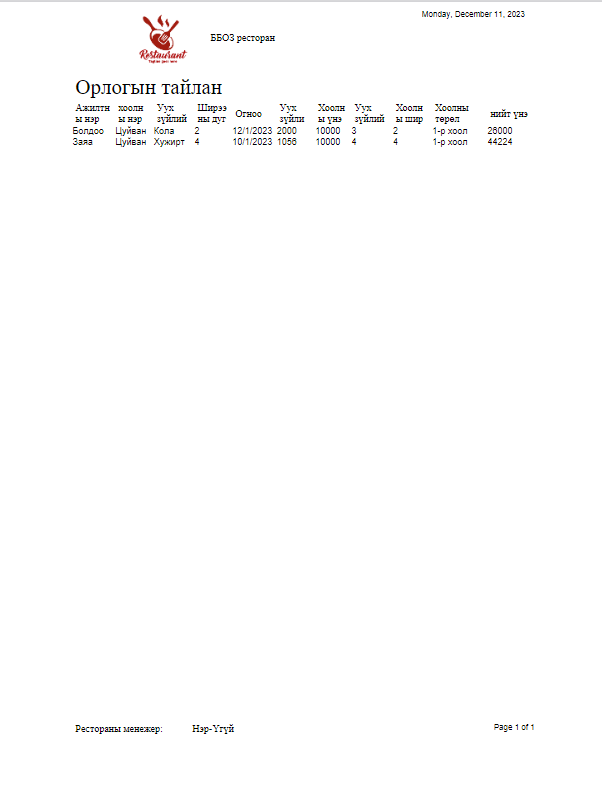 Monday, December 11, 2023
ББОЗ ресторан
Restaurant
Орлогын тайлан
Ажилтн хоолн Уух Ширээ Огноо Уух Хоолн Уух Хоолн Хоолны нийт үнэ
ы нэр ы нэр зүйлий ны дуг зүйли ы үнэ зүйлий ы шир төрөл
Болдоо Цуйван Кола 2 12/1/2023 2000 10000 3 2 1-р хоол 26000
Заяа Цуйван Хужирт 4 10/1/2023 1056 10000 4 4 1-р хоол 44224
Рестораны менежер: Нэр-Үгүй
Page 1 of 1